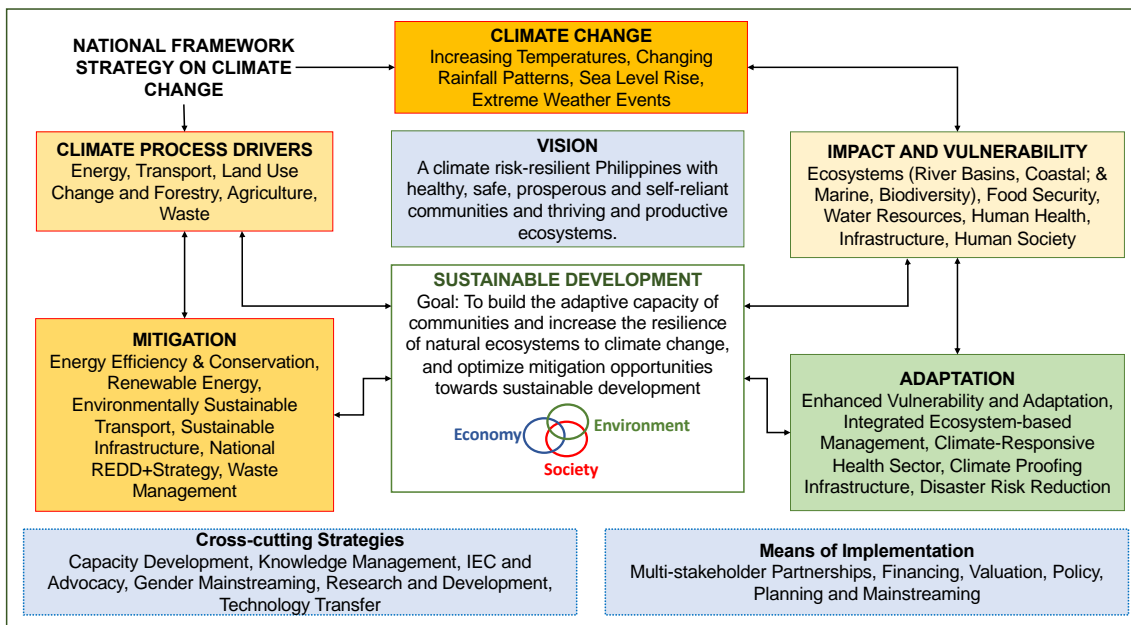 NATIONAL FRAMEWORK
STRATEGY ON CLIMATE
CHANGE
CLIMATE CHANGE
Increasing Temperatures, Changing
Rainfall Patterns, Sea Level Rise,
Extreme Weather Events
CLIMATE PROCESS DRIVERS
Energy, Transport, Land Use
Change and Forestry, Agriculture,
Waste
VISION
A climate risk-resilient Philippines with
healthy, safe, prosperous and self-reliant
communities and thriving and productive
ecosystems.
IMPACT AND VULNERABILITY
Ecosystems (River Basins, Coastal; &
Marine, Biodiversity), Food Security,
Water Resources, Human Health,
Infrastructure, Human Society
MITIGATION
Energy Efficiency & Conservation,
Renewable Energy,
Environmentally Sustainable
Transport, Sustainable
Infrastructure, National
REDD+Strategy, Waste
Management
SUSTAINABLE DEVELOPMENT
Goal: To build the adaptive capacity of
communities and increase the resilience
of natural ecosystems to climate change,
and optimize mitigation opportunities
towards sustainable development
Environment
Economy
Society
ADAPTATION
Enhanced Vulnerability and Adaptation,
Integrated Ecosystem-based
Management, Climate-Responsive
Health Sector, Climate Proofing
Infrastructure, Disaster Risk Reduction
Cross-cutting Strategies
Capacity Development, Knowledge Management, IEC and
Advocacy, Gender Mainstreaming, Research and Development,
Technology Transfer
Means of Implementation
Multi-stakeholder Partnerships, Financing, Valuation, Policy,
Planning and Mainstreaming